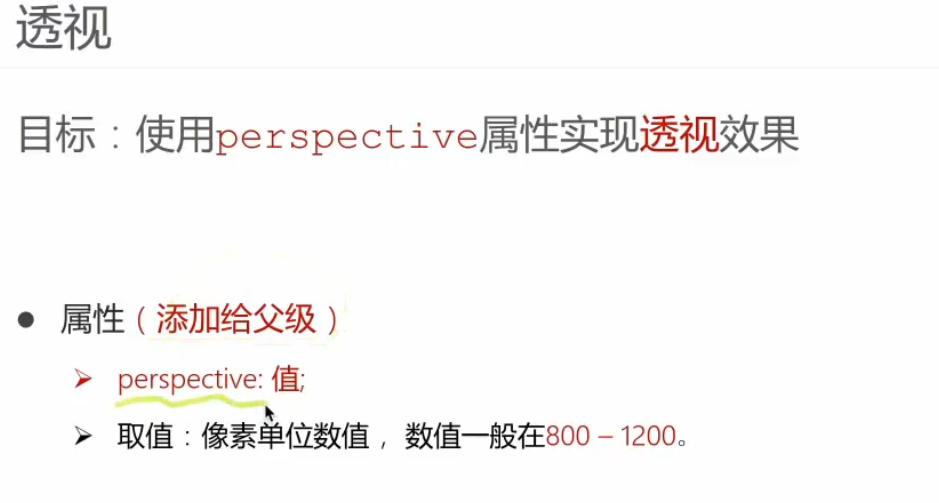 透视
目标：使用perspective属性实现透视效果
● 属性（添加给父级）
➢ perspective: 值;
➢ 取值：像素单位数值， 数值一般在800 – 1200。